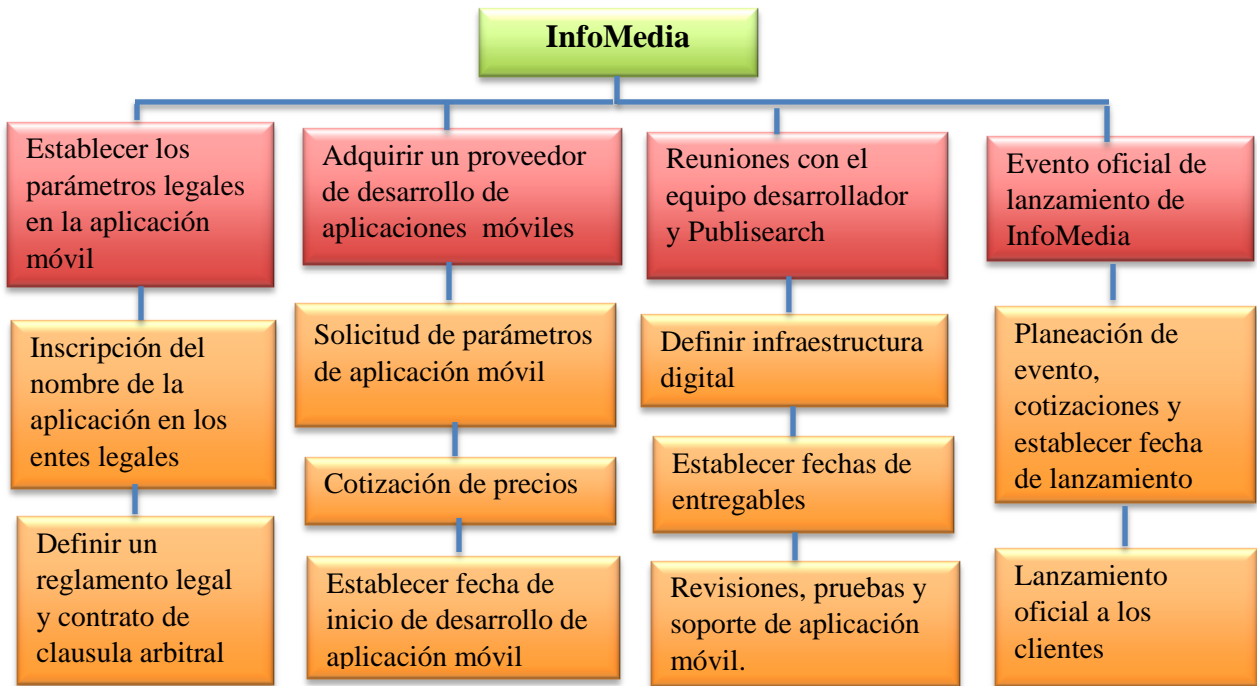 InfoMedia
Establecer los
parámetros legales
en la aplicación
móvil
Inscripción del
nombre de la
aplicación en los
entes legales
Definir un
reglamento legal
y contrato de
clausula arbitral
Adquirir un proveedor
de desarrollo de
aplicaciones móviles
Solicitud de parámetros
de aplicación móvil
Cotización de precios
Establecer fecha de
inicio de desarrollo de
aplicación móvil
Reuniones con el
equipo desarrollador
y Publisearch
Definir infraestructura
digital
Establecer fechas de
entregables
Revisiones, pruebas y
soporte de aplicación
móvil.
Evento oficial de
lanzamiento de
InfoMedia
Planeación de
evento,
cotizaciones y
establecer fecha
de lanzamiento
Lanzamiento
oficial a los
clientes